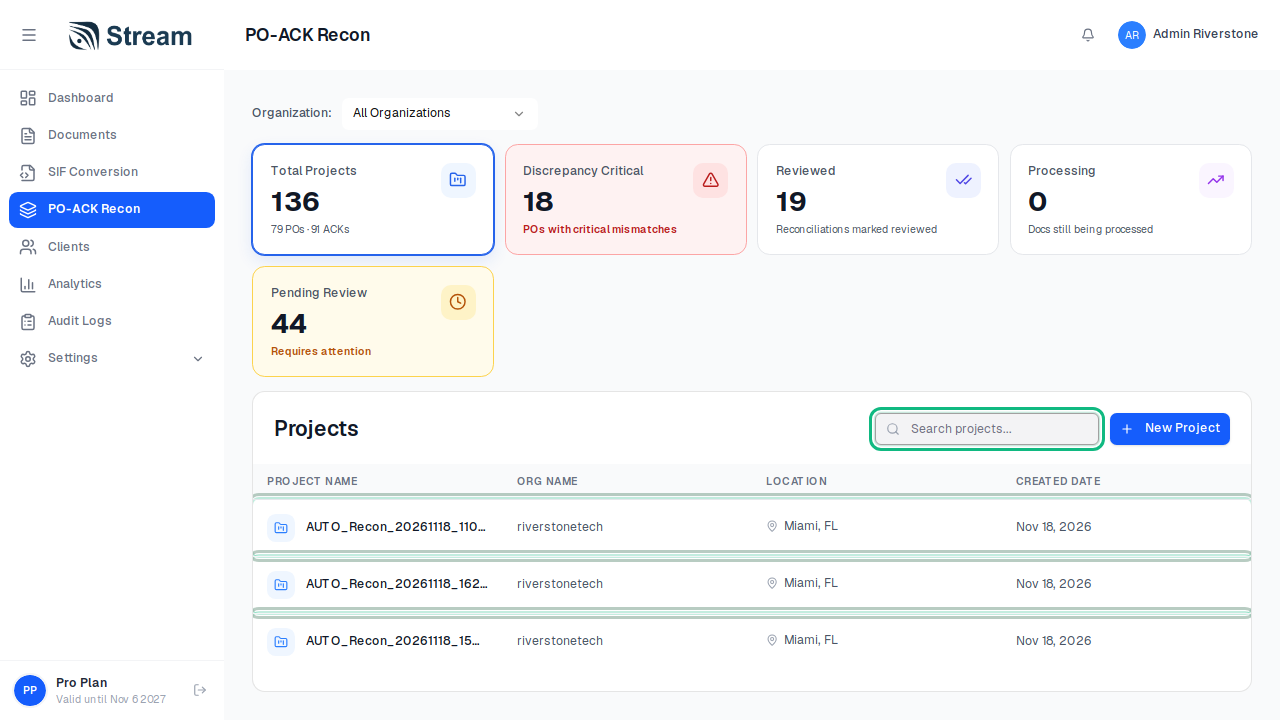 Stream
PO-ACK Recon
AR
Admin Riverstone
Dashboard
Documents
SIF Conversion
PO-ACK Recon
Clients
Analytics
Audit Logs
Settings
PP
Pro Plan
Valid until Nov 6 2027
Organization:
All Organizations
Total Projects
136
79 POs · 91 ACKs
Discrepancy Critical
18
POs with critical mismatches
Reviewed
19
Reconciliations marked reviewed
Processing
0
Docs still being processed
Pending Review
44
Requires attention
Projects
Search projects...
New Project
PROJECT NAME
ORG NAME
LOCATION
CREATED DATE
AUTO_Recon_20261118_110...
riverstonetech
Miami, FL
Nov 18, 2026
AUTO_Recon_20261118_162...
riverstonetech
Miami, FL
Nov 18, 2026
AUTO_Recon_20261118_15...
riverstonetech
Miami, FL
Nov 18, 2026